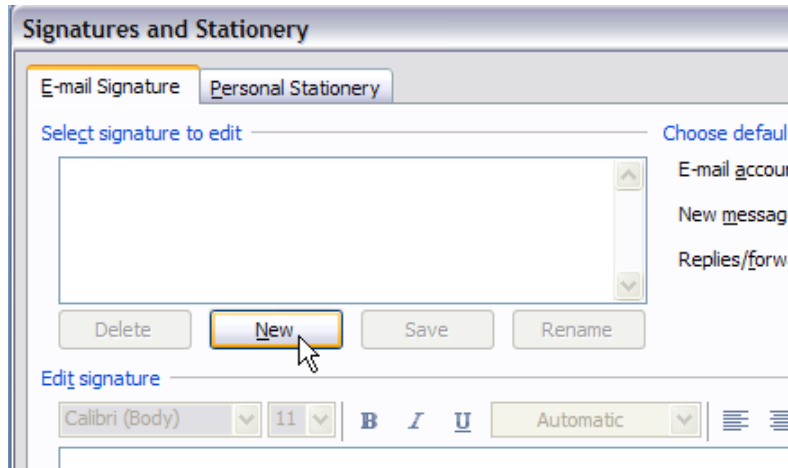 Signatures and Stationery
E-mail Signature Personal Stationery
Select signature to edit Choose defaul
E-mail accour
New messag
Replies/forw
Delete New Save Rename
Edit signature
Calibri (Body) 11 B I U Automatic